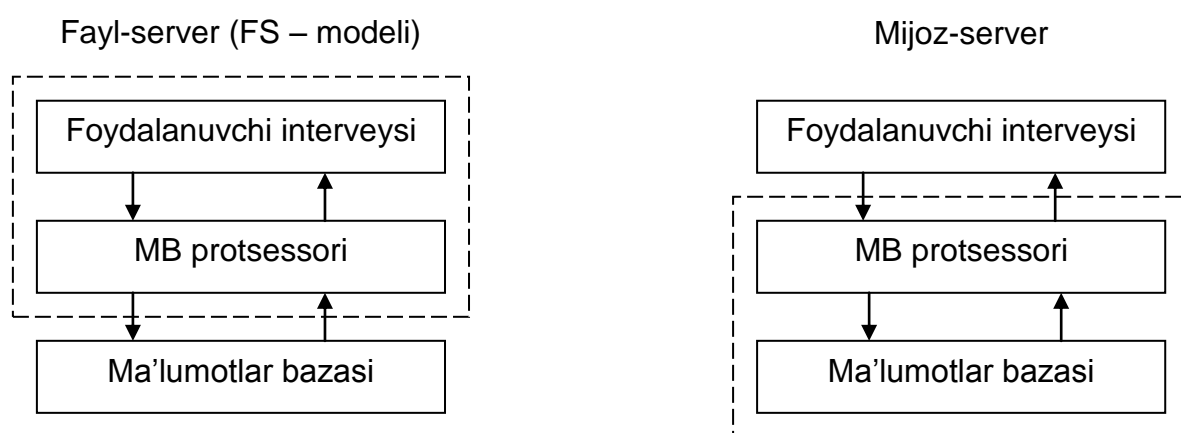 Fayl-server (FS – modeli)
Foydalanuvchi interveysi
MB protsessori
Ma’lumotlar bazasi
Mijoz-server
Foydalanuvchi interveysi
MB protsessori
Ma’lumotlar bazasi